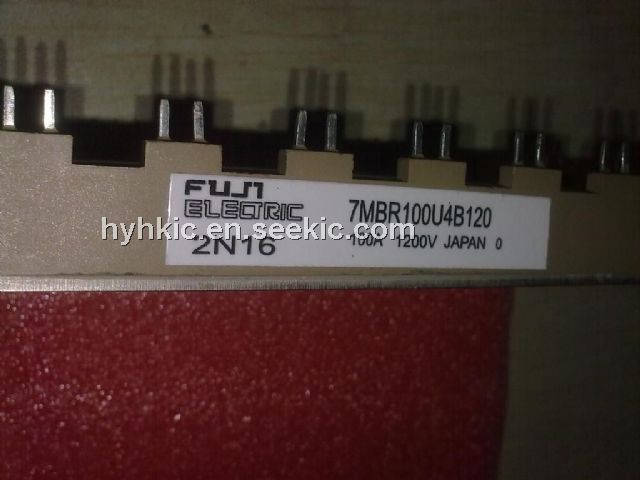 FUJI
ELECTRIC
7MBR100U4B120
hyhkic.en.seekic.com
2N16
100A 1200V JAPAN 0